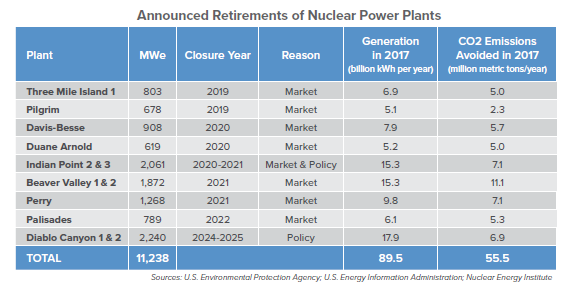 Announced Retirements of Nuclear Power Plants
Plant MWe Closure Year Reason Generation in 2017 (billion kWh per year) CO2 Emissions Avoided in 2017 (million metric tons/year)
Three Mile Island 1 803 2019 Market 6.9 5.0
Pilgrim 678 2019 Market 5.1 2.3
Davis-Besse 908 2020 Market 7.9 5.7
Duane Arnold 619 2020 Market 5.2 5.0
Indian Point 2 & 3 2,061 2020-2021 Market & Policy 15.3 7.1
Beaver Valley 1 & 2 1,872 2021 Market 15.3 11.1
Perry 1,268 2021 Market 9.8 7.1
Palisades 789 2022 Market 6.1 5.3
Diablo Canyon 1 & 2 2,240 2024-2025 Policy 17.9 6.9
TOTAL 11,238 89.5 55.5
Sources: U.S. Environmental Protection Agency; U.S. Energy Information Administration; Nuclear Energy Institute